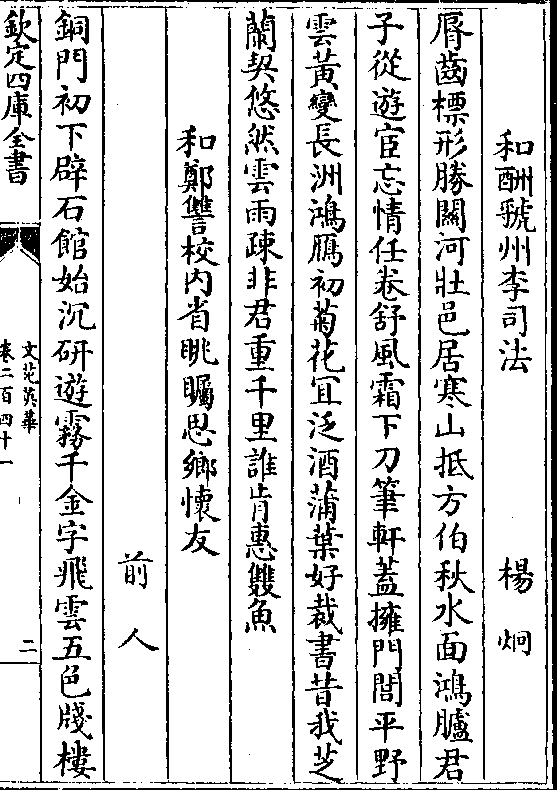 和酬虢州李司法
楊炯
脣齒標形勝關河壯邑居寒山抵方伯秋水面鴻臚君
子從遊宦忘情任卷舒風霜下刀筆軒蓋擁門閭平野
雲黃變長洲鴻鴈初菊花宜泛酒蒲葉好裁書昔我芝
蘭契悠然雲雨疎非君重千里誰肯惠雙魚
和鄭讐校內省眺矚思鄉懷友
前人
銅門初下辟石館始沉研遊霧千金字飛雲五色牋樓
欽定四庫全書
文苑英華
卷二百四十一
二